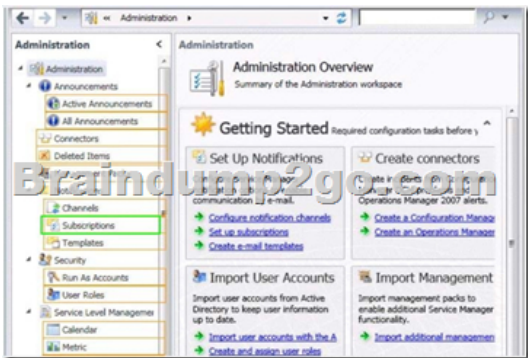 « Administration
Administration
Administration
Announcements
Active Announcements
All Announcements
Connectors
Deleted Items
Channels
Subscriptions
Templates
Security
Run As Accounts
User Roles
Service Level Managemer
Calendar
Metric
Administration
Administration Overview
Summary of the Administration workspace
Getting Started Required configuration tasks before y
Set Up Notifications
communication e-mail.
Configure notification channels
Set up subscriptions
Create e-mail templates
Create connectors
Operations Manager 2007 alerts.
Create a Configuration Manag
Create an Operations Manager
Import User Accounts
Import user accounts from Active
Directory to keep user information
up to date.
Import user accounts with the A
Create and assign user roles
Import Management
Import management packs to
enable additional Service Manager
functionality.
Import additional managemen
Braindump2go.com